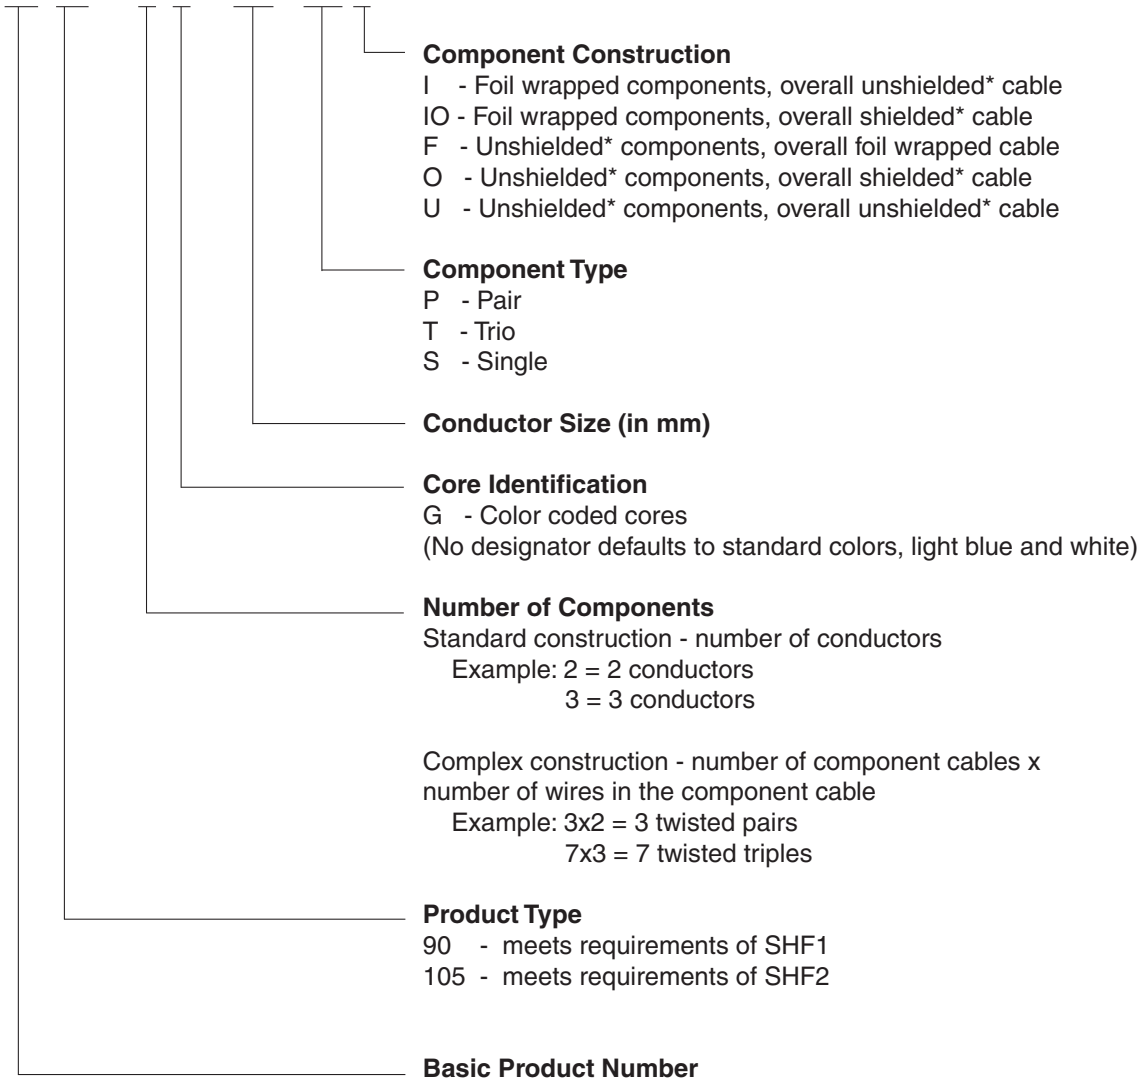 Component Construction
I - Foil wrapped components, overall unshielded* cable
IO - Foil wrapped components, overall shielded* cable
F - Unshielded* components, overall foil wrapped cable
O - Unshielded* components, overall shielded* cable
U - Unshielded* components, overall unshielded* cable
Component Type
P - Pair
T - Trio
S - Single
Conductor Size (in mm)
Core Identification
G - Color coded cores
(No designator defaults to standard colors, light blue and white)
Number of Components
Standard construction - number of conductors
Example: 2 = 2 conductors
3 = 3 conductors
Complex construction - number of component cables x
number of wires in the component cable
Example: 3x2 = 3 twisted pairs
7x3 = 7 twisted triples
Product Type
90 - meets requirements of SHF1
105 - meets requirements of SHF2
Basic Product Number